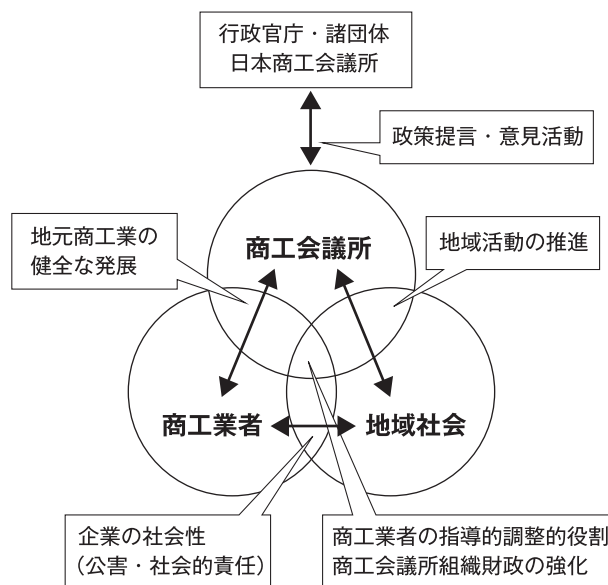 行政官庁・諸団体
日本商工会議所
政策提言・意見活動
地元商工業の
健全な発展
商工会議所
地域活動の推進
商工業者
地域社会
企業の社会性
(公害・社会的責任)
商工業者の指導的調整的役割
商工会議所組織財政の強化